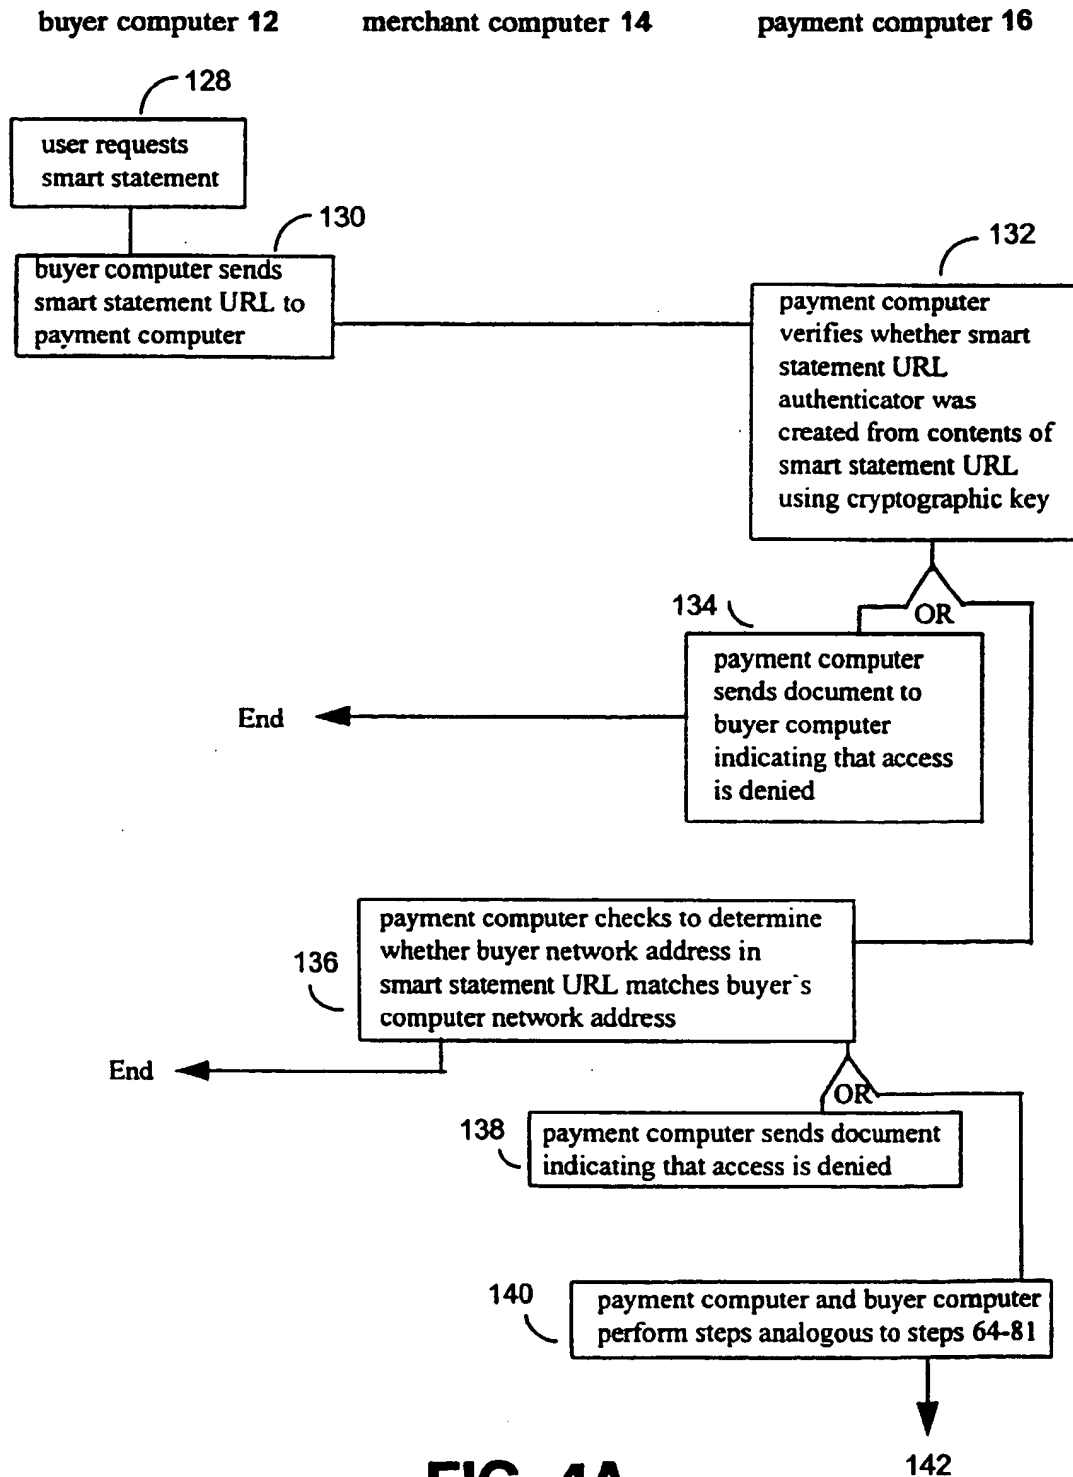 buyer computer 12
merchant computer 14
payment computer 16
128
user requests
smart statement
130
buyer computer sends
smart statement URL to
payment computer
132
payment computer
verifies whether smart
statement URL
authenticator was
created from contents of
smart statement URL
using cryptographic key
OR
134
payment computer
sends document to
buyer computer
indicating that access
is denied
End
136
payment computer checks to determine
whether buyer network address in
smart statement URL matches buyer's
computer network address
End
OR
138
payment computer sends document
indicating that access is denied
140
payment computer and buyer computer
perform steps analogous to steps 64-81
142
FIG. 4A